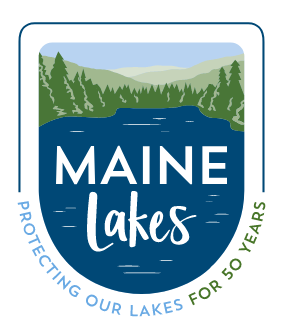 MAINE
Lakes
PROTECTING OUR LAKES FOR 50 YEARS